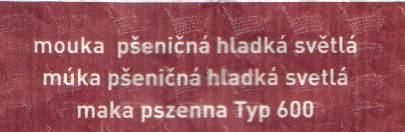 mouka pšeničná hladká světlá
múka pšeničná hladká svetlá
maka pszenna Typ 600